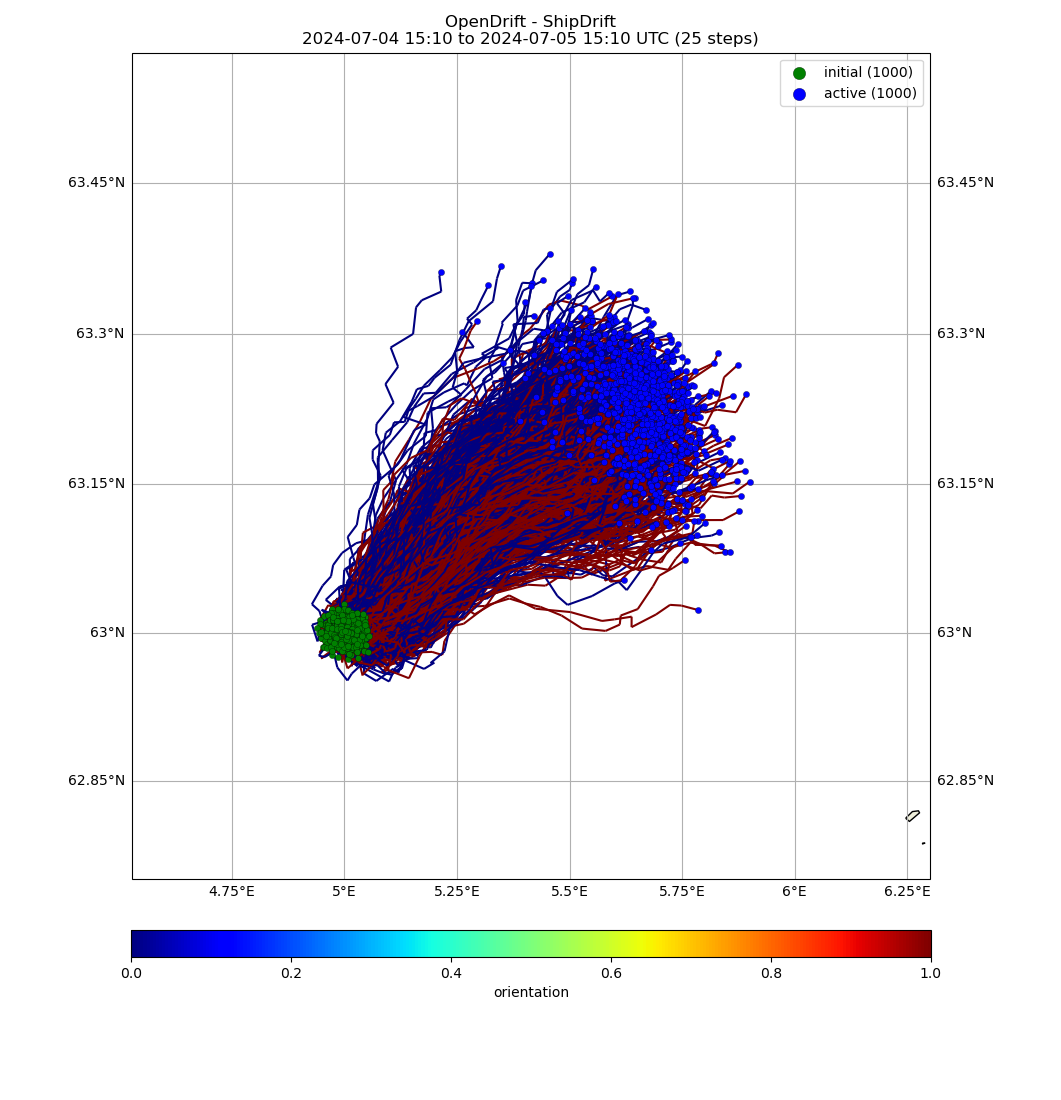 OpenDrift - ShipDrift
2024-07-04 15:10 to 2024-07-05 15:10 UTC (25 steps)
initial (1000)
active (1000)
63.45°N 63.45°N
63.3°N 63.3°N
63.15°N 63.15°N
63°N 63°N
62.85°N 62.85°N
4.75°E 5°E 5.25°E 5.5°E 5.75°E 6°E 6.25°E
0.0 0.2 0.4 0.6 0.8 1.0
orientation